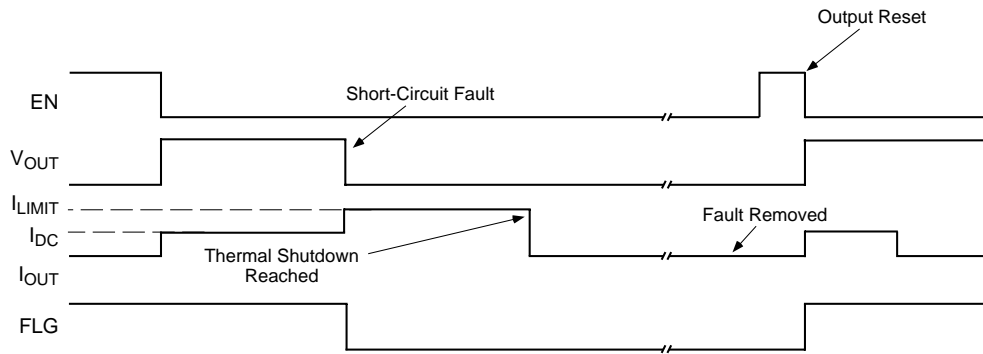 Output Reset
EN
Short-Circuit Fault
VOUT
ILIMIT
Fault Removed
IDC
Thermal Shutdown
Reached
IOUT
FLG